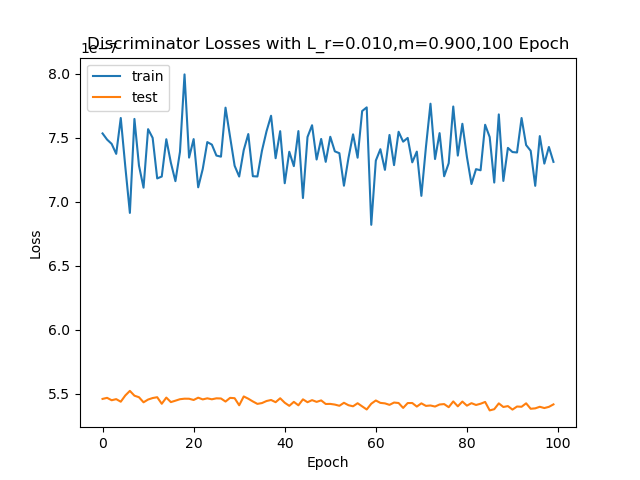 Discriminator Losses with L_r=0.010,m=0.900,100 Epoch
1e−7
train
test
8.0
7.5
7.0
6.5
6.0
5.5
Loss
0
20
40
60
80
100
Epoch